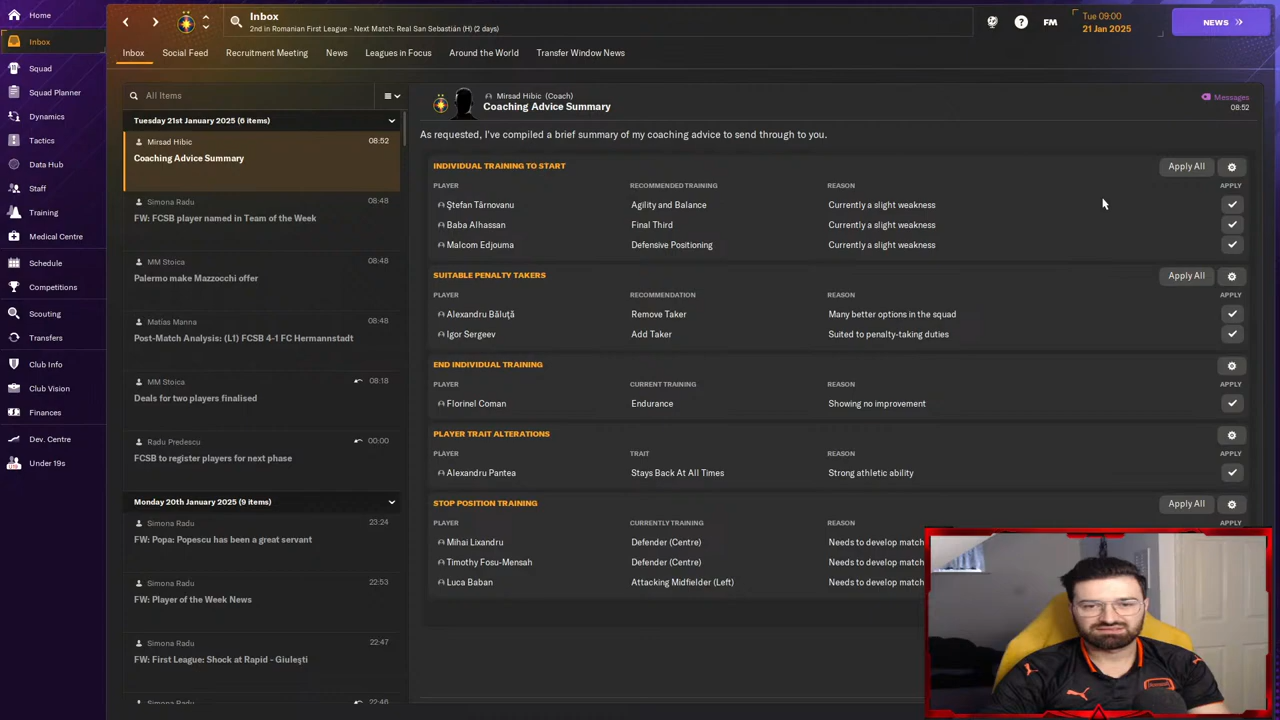 Home
Inbox
Squad
Squad Planner
Dynamics
Tactics
Data Hub
Staff
Training
Medical Centre
Schedule
Competitions
Scouting
Transfers
Club Info
Club Vision
Finances
Dev. Centre
Under 19s
Inbox
2nd in Romanian First League - Next Match: Real San Sebastián (H) (2 days)
FM
Tue 09:00
21 Jan 2025
NEWS
Inbox
Social Feed
Recruitment Meeting
News
Leagues in Focus
Around the World
Transfer Window News
All Items
Tuesday 21st January 2025 (6 items)
Mirsad Hibic
08:52
Coaching Advice Summary
Simona Radu
08:48
FW: FCSB player named in Team of the Week
MM Stoica
08:48
Palermo make Mazzocchi offer
Matías Manna
08:48
Post-Match Analysis: (L1) FCSB 4-1 FC Hermannstadt
MM Stoica
08:18
Deals for two players finalised
Radu Predescu
00:00
FCSB to register players for next phase
Monday 20th January 2025 (9 items)
Simona Radu
23:24
FW: Popa: Popescu has been a great servant
Simona Radu
22:53
FW: Player of the Week News
Simona Radu
22:47
FW: First League: Shock at Rapid - Giuleşti
Simona Radu
22:46
Mirsad Hibic (Coach)
Coaching Advice Summary
Messages
08:52
As requested, I've compiled a brief summary of my coaching advice to send through to you.
INDIVIDUAL TRAINING TO START
Apply All
PLAYER RECOMMENDED TRAINING REASON APPLY
Ştefan Târnovanu Agility and Balance Currently a slight weakness
Baba Alhassan Final Third Currently a slight weakness
Malcom Edjouma Defensive Positioning Currently a slight weakness
SUITABLE PENALTY TAKERS
Apply All
PLAYER RECOMMENDATION REASON APPLY
Alexandru Băluţă Remove Taker Many better options in the squad
Igor Sergeev Add Taker Suited to penalty-taking duties
END INDIVIDUAL TRAINING
PLAYER CURRENT TRAINING REASON APPLY
Florinel Coman Endurance Showing no improvement
PLAYER TRAIT ALTERATIONS
PLAYER TRAIT REASON APPLY
Alexandru Pantea Stays Back At All Times Strong athletic ability
STOP POSITION TRAINING
Apply All
PLAYER CURRENTLY TRAINING REASON APPLY
Mihai Lixandru Defender (Centre) Needs to develop match
Timothy Fosu-Mensah Defender (Centre) Needs to develop match
Luca Baban Attacking Midfielder (Left) Needs to develop match